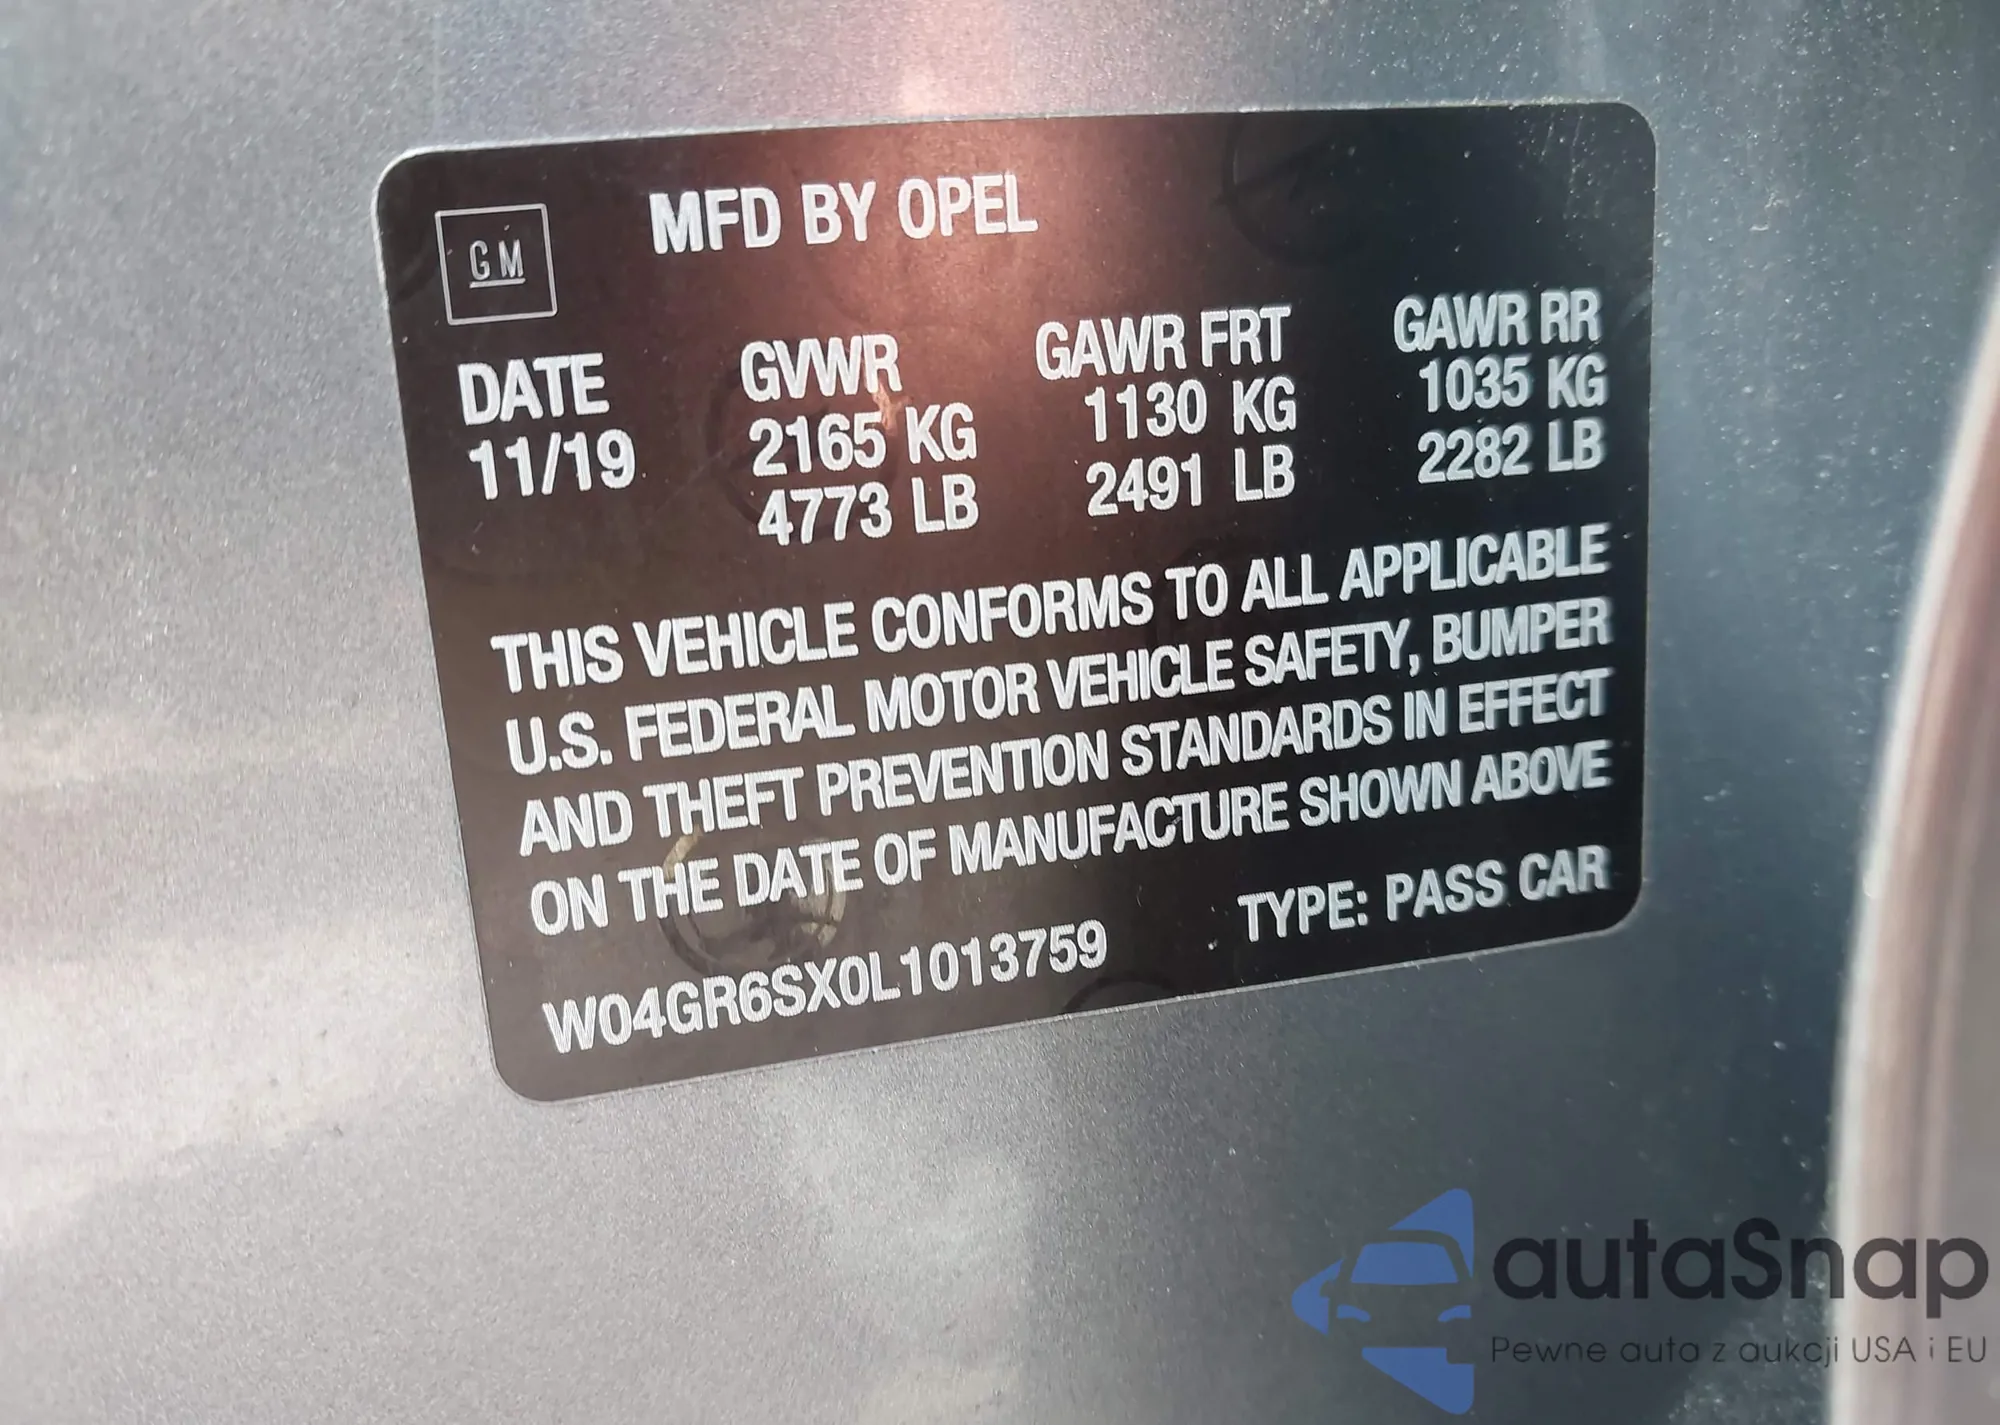 GM
MFD BY OPEL
DATE GVWR GAWR FRT GAWR RR
11/19 2165 KG 1130 KG 1035 KG
4773 LB 2491 LB 2282 LB
THIS VEHICLE CONFORMS TO ALL APPLICABLE
U.S. FEDERAL MOTOR VEHICLE SAFETY, BUMPER
AND THEFT PREVENTION STANDARDS IN EFFECT
ON THE DATE OF MANUFACTURE SHOWN ABOVE
W04GR6SX0L1013759 TYPE: PASS CAR
autaSnap
Pewne auta z aukcji USA i EU